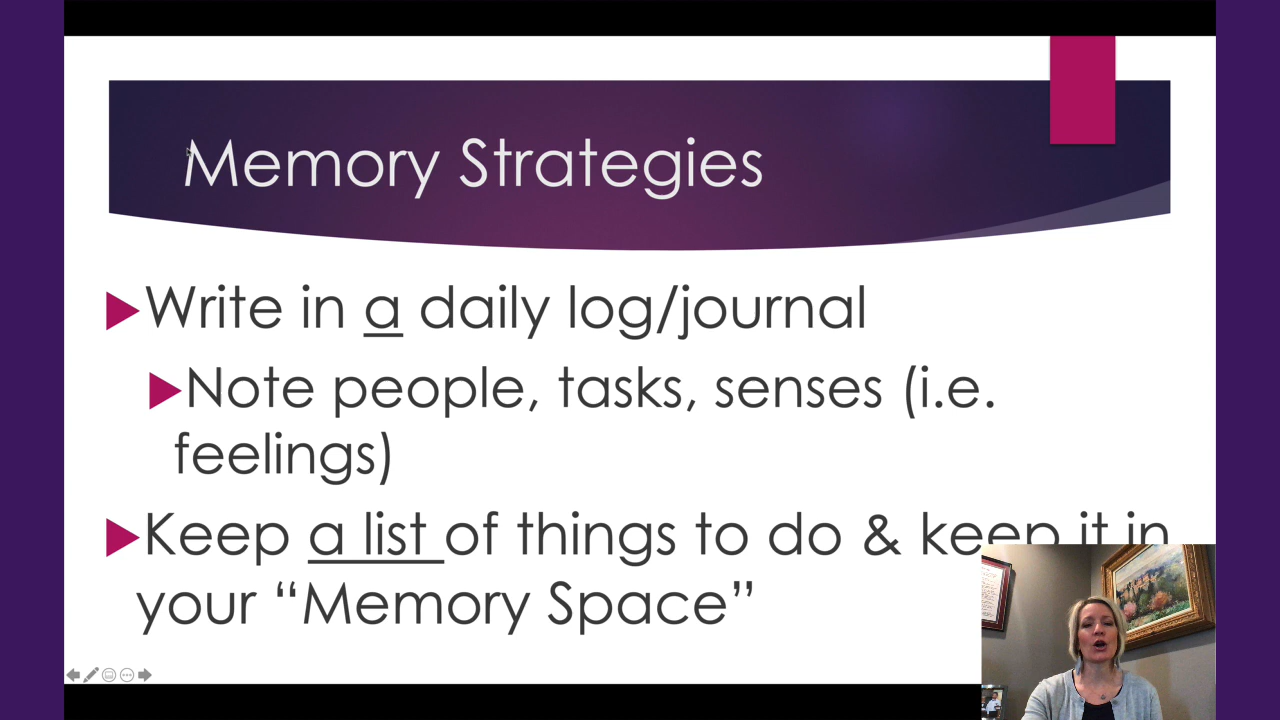 Memory Strategies
Write in a daily log/journal
Note people, tasks, senses (i.e.
feelings)
Keep a list of things to do & keep it in
your “Memory Space”